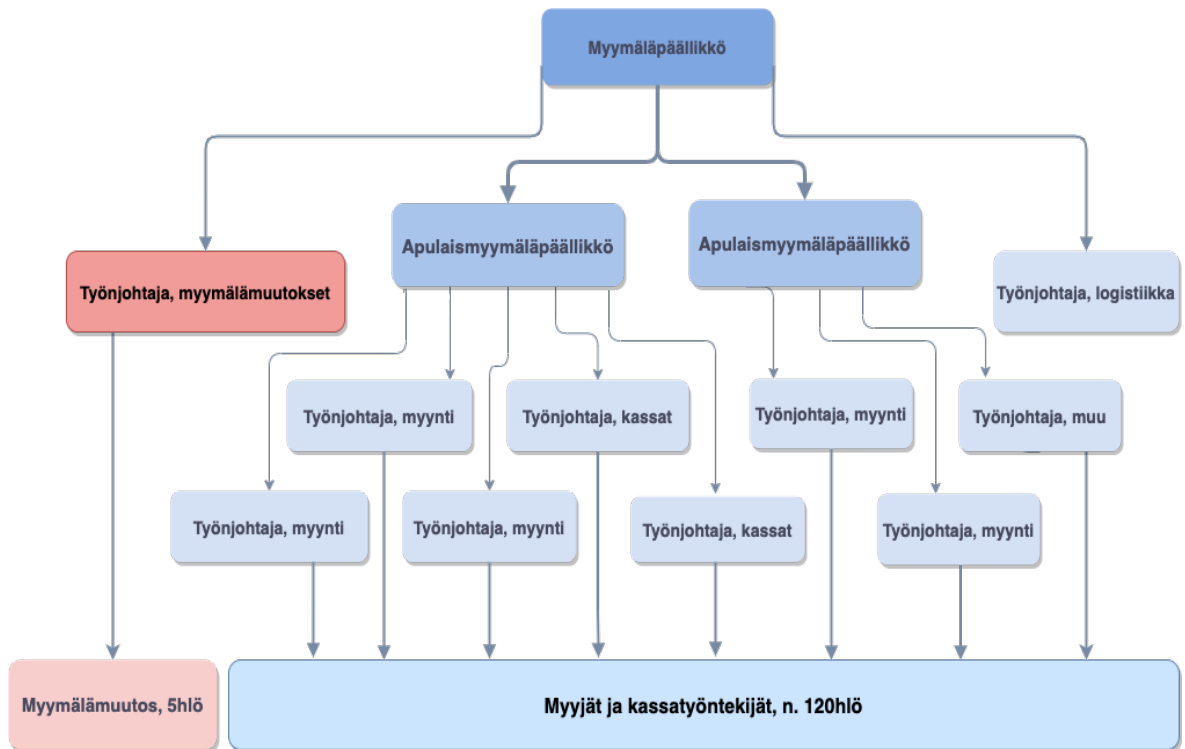 Myymäläpäällikkö
Apulaismyymäläpäällikkö
Apulaismyymäläpäällikkö
Työnjohtaja, myymälämuutokset
Työnjohtaja, logistiikka
Työnjohtaja, myynti
Työnjohtaja, kassat
Työnjohtaja, myynti
Työnjohtaja, muu
Työnjohtaja, myynti
Työnjohtaja, myynti
Työnjohtaja, kassat
Työnjohtaja, myynti
Myymälämuutos, 5hlö
Myyjät ja kassatyöntekijät, n. 120hlö